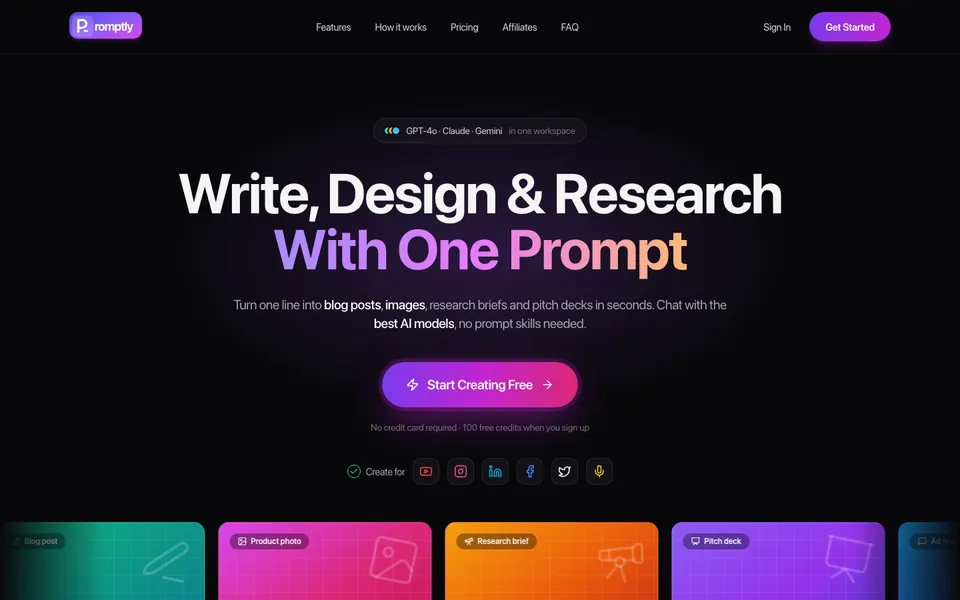 Promptly
Features
How it works
Pricing
Affiliates
FAQ
Sign In
Get Started
GPT-4o · Claude · Gemini in one workspace
Write, Design & Research
With One Prompt
Turn one line into blog posts, images, research briefs and pitch decks in seconds. Chat with the
best AI models, no prompt skills needed.
Start Creating Free
No credit card required · 100 free credits when you sign up
Create for
Blog post
Product photo
Research brief
Pitch deck
Ad